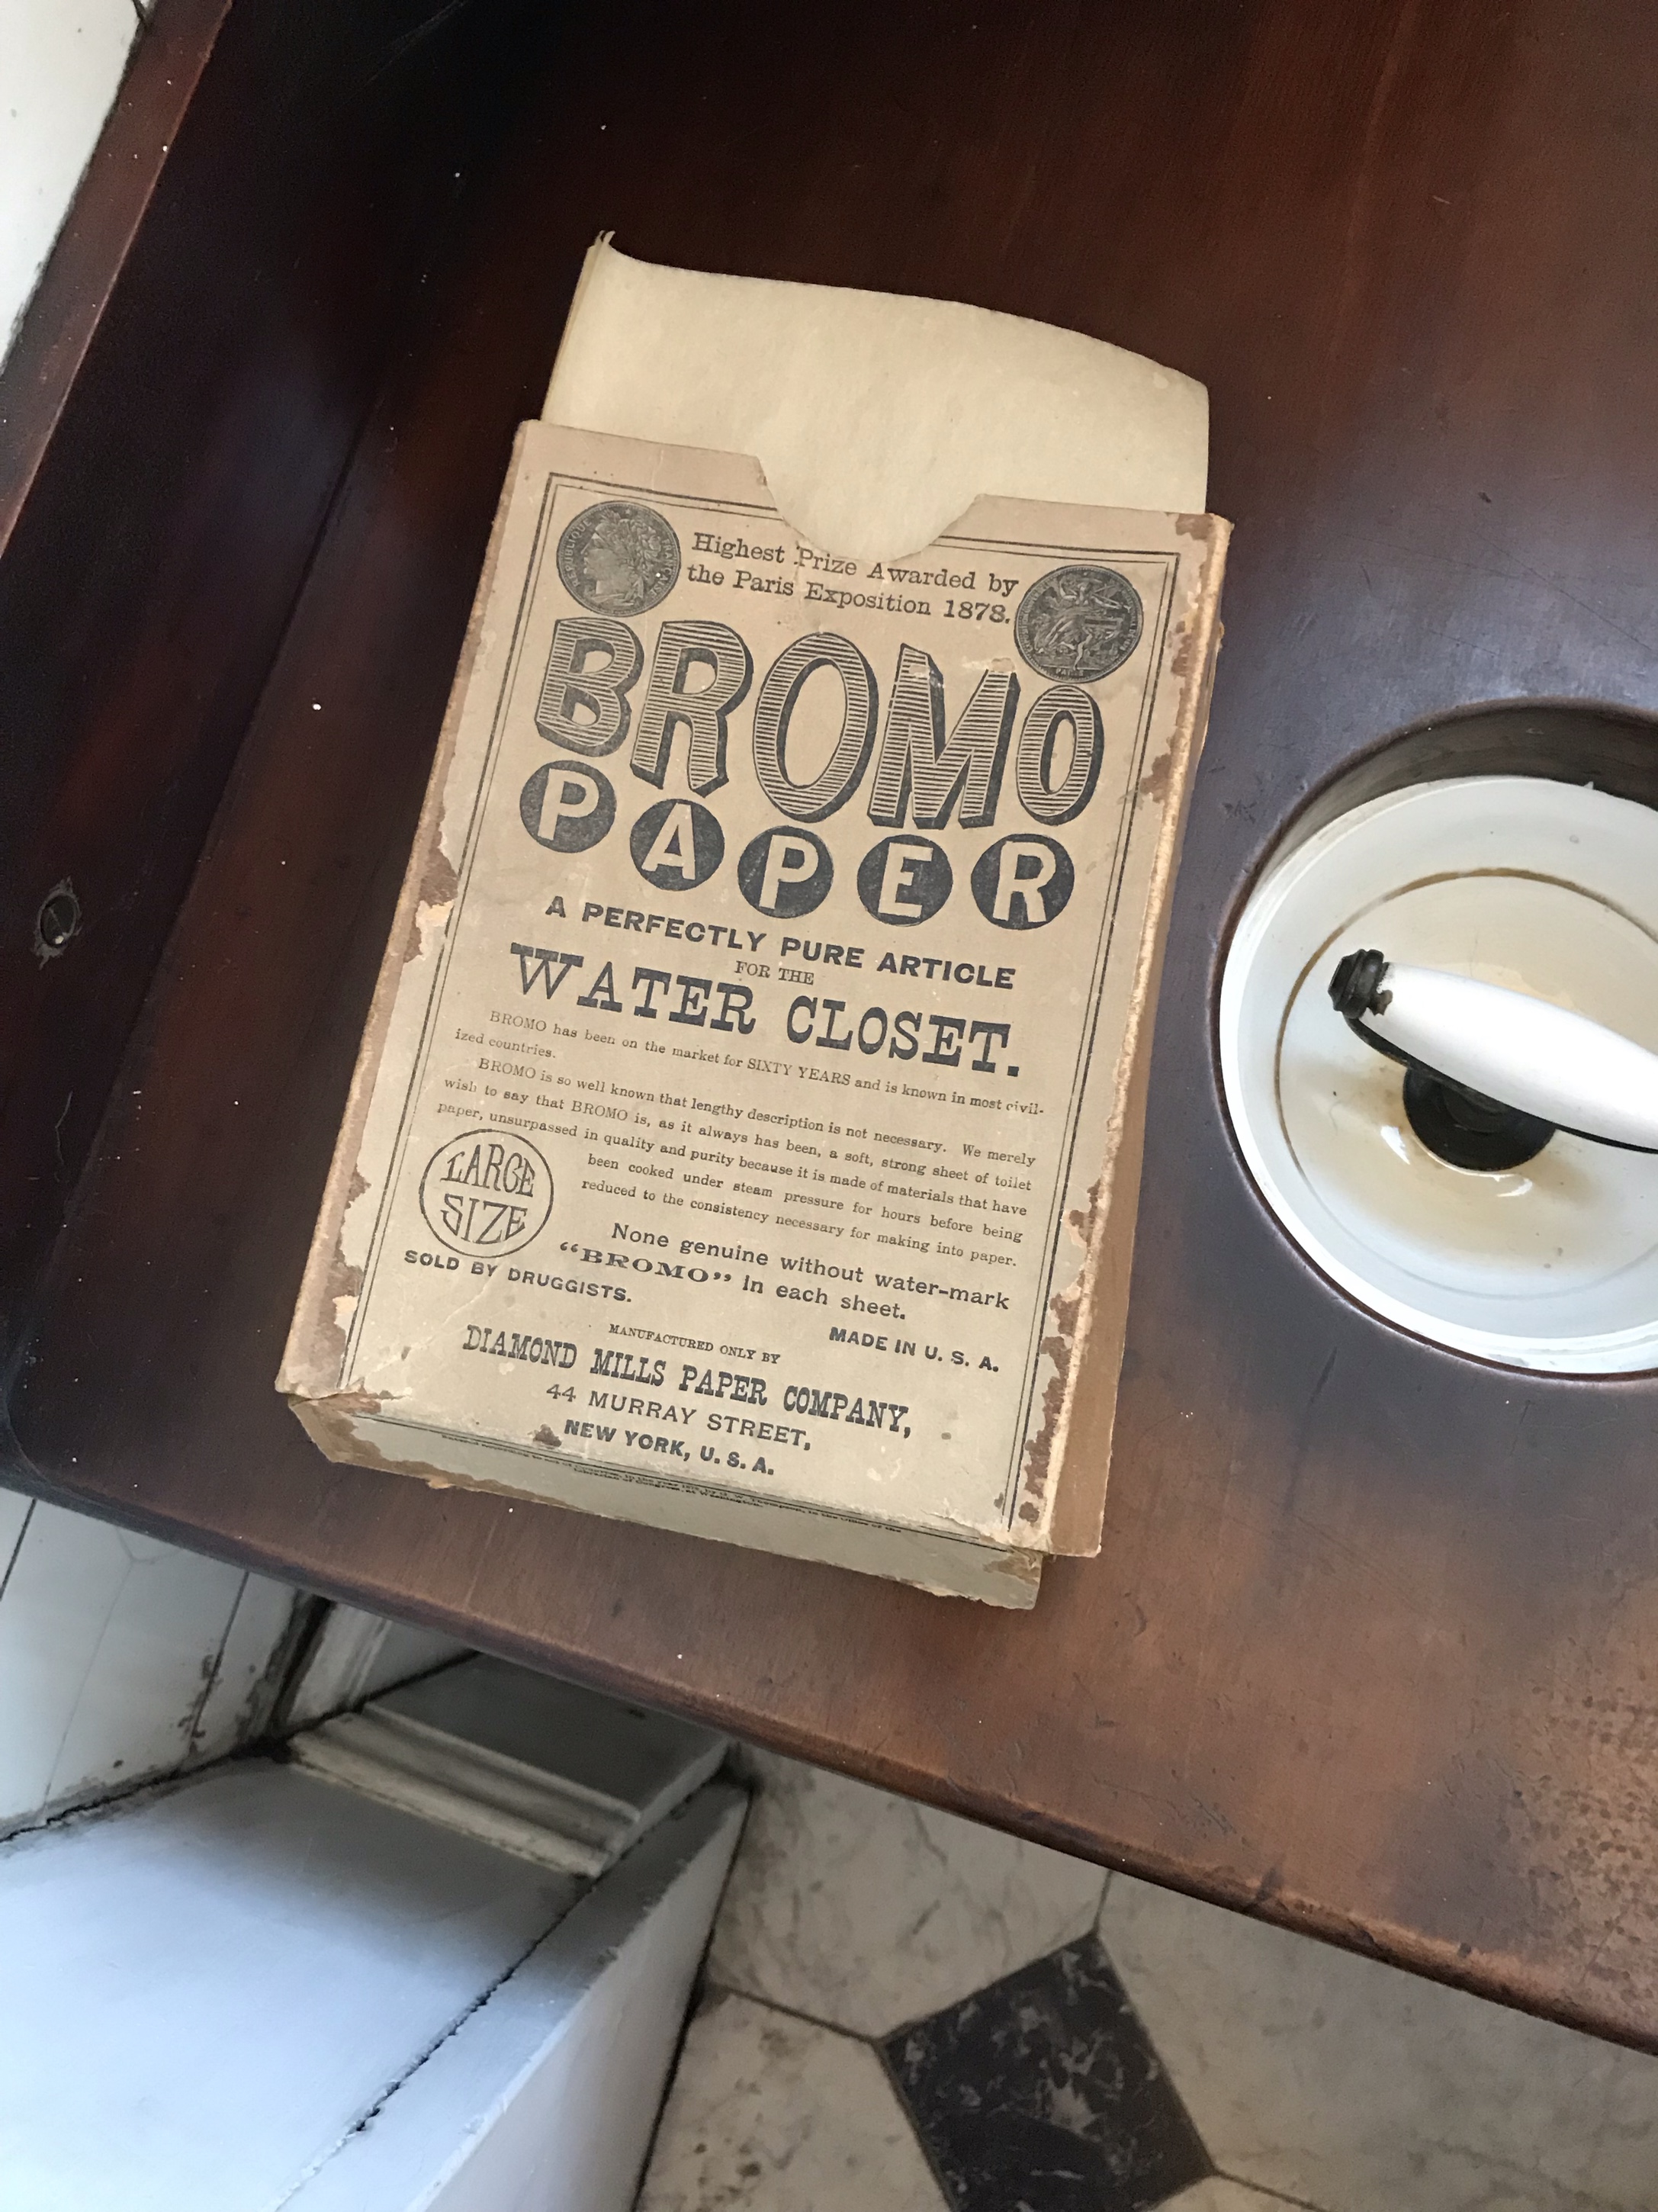 Highest Prize Awarded by
the Paris Exposition 1878.
BROMO
PAPER
A PERFECTLY PURE ARTICLE
FOR THE
WATER CLOSET.
BROMO has been on the market for SIXTY YEARS and is known in most civil-
ized countries.
BROMO is so well known that lengthy description is not necessary. We merely
wish to say that BROMO is, as it always has been, a soft, strong sheet of toilet
paper, unsurpassed in quality and purity because it is made of materials that have
been cooked under steam pressure for hours before being
reduced to the consistency necessary for making into paper.
LARGE
SIZE
None genuine without water-mark
“BROMO” in each sheet.
SOLD BY DRUGGISTS.
MADE IN U. S. A.
MANUFACTURED ONLY BY
DIAMOND MILLS PAPER COMPANY,
44 MURRAY STREET,
NEW YORK, U. S. A.